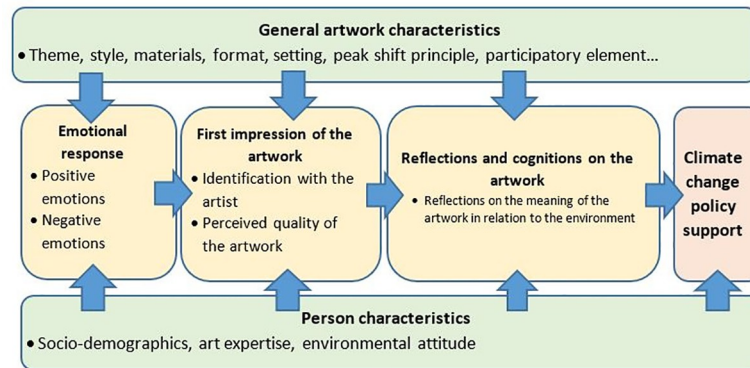 General artwork characteristics
• Theme, style, materials, format, setting, peak shift principle, participatory element...
Emotional
response
• Positive
emotions
• Negative
emotions
First impression of the
artwork
• Identification with the
artist
• Perceived quality of
the artwork
Reflections and cognitions on the
artwork
• Reflections on the meaning of the
artwork in relation to the environment
Climate
change
policy
support
Person characteristics
• Socio-demographics, art expertise, environmental attitude